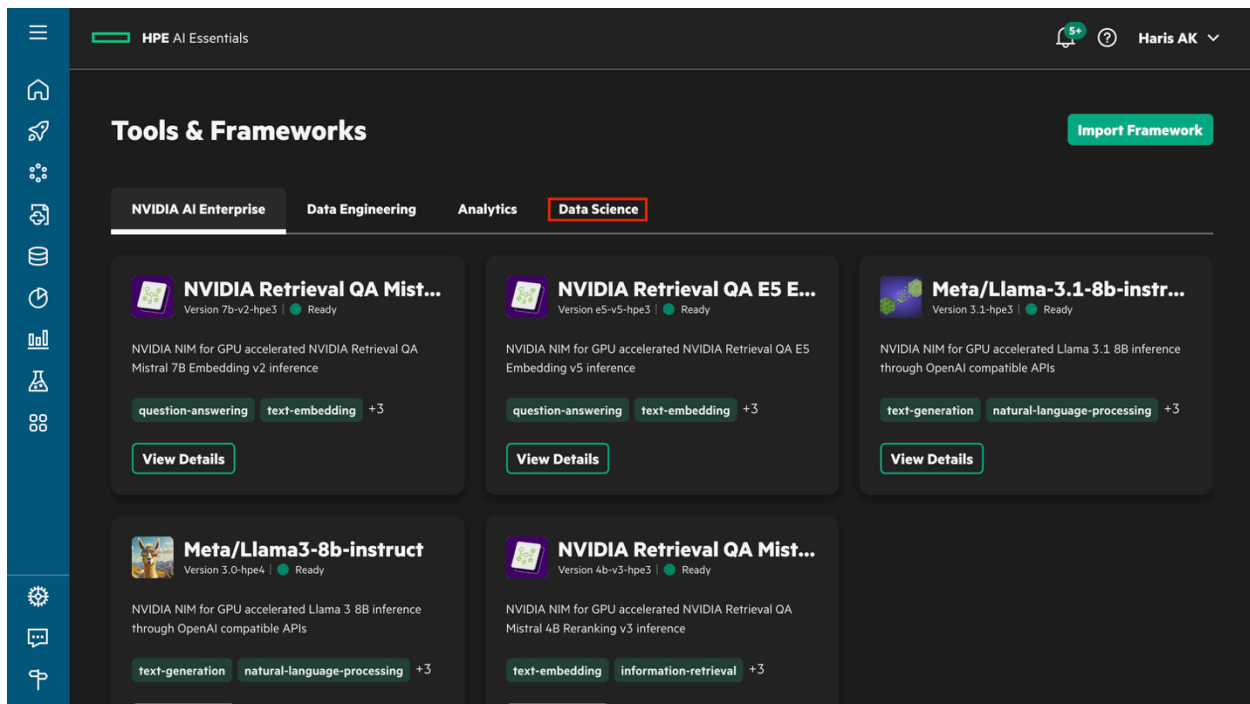 HPE AI Essentials
5+
Haris AK
Tools & Frameworks
Import Framework
NVIDIA AI Enterprise
Data Engineering
Analytics
Data Science
NVIDIA Retrieval QA Mist...
Version 7b-v2-hpe3 | Ready
NVIDIA NIM for GPU accelerated NVIDIA Retrieval QA
Mistral 7B Embedding v2 inference
question-answering text-embedding +3
View Details
NVIDIA Retrieval QA E5 E...
Version e5-v5-hpe3 | Ready
NVIDIA NIM for GPU accelerated NVIDIA Retrieval QA E5
Embedding v5 inference
question-answering text-embedding +3
View Details
Meta/Llama-3.1-8b-instr...
Version 3.1-hpe3 | Ready
NVIDIA NIM for GPU accelerated Llama 3.1 8B inference
through OpenAI compatible APIs
text-generation natural-language-processing +3
View Details
Meta/Llama3-8b-instruct
Version 3.0-hpe4 | Ready
NVIDIA NIM for GPU accelerated Llama 3 8B inference
through OpenAI compatible APIs
text-generation natural-language-processing +3
NVIDIA Retrieval QA Mist...
Version 4b-v3-hpe3 | Ready
NVIDIA NIM for GPU accelerated NVIDIA Retrieval QA
Mistral 4B Reranking v3 inference
text-embedding information-retrieval +3